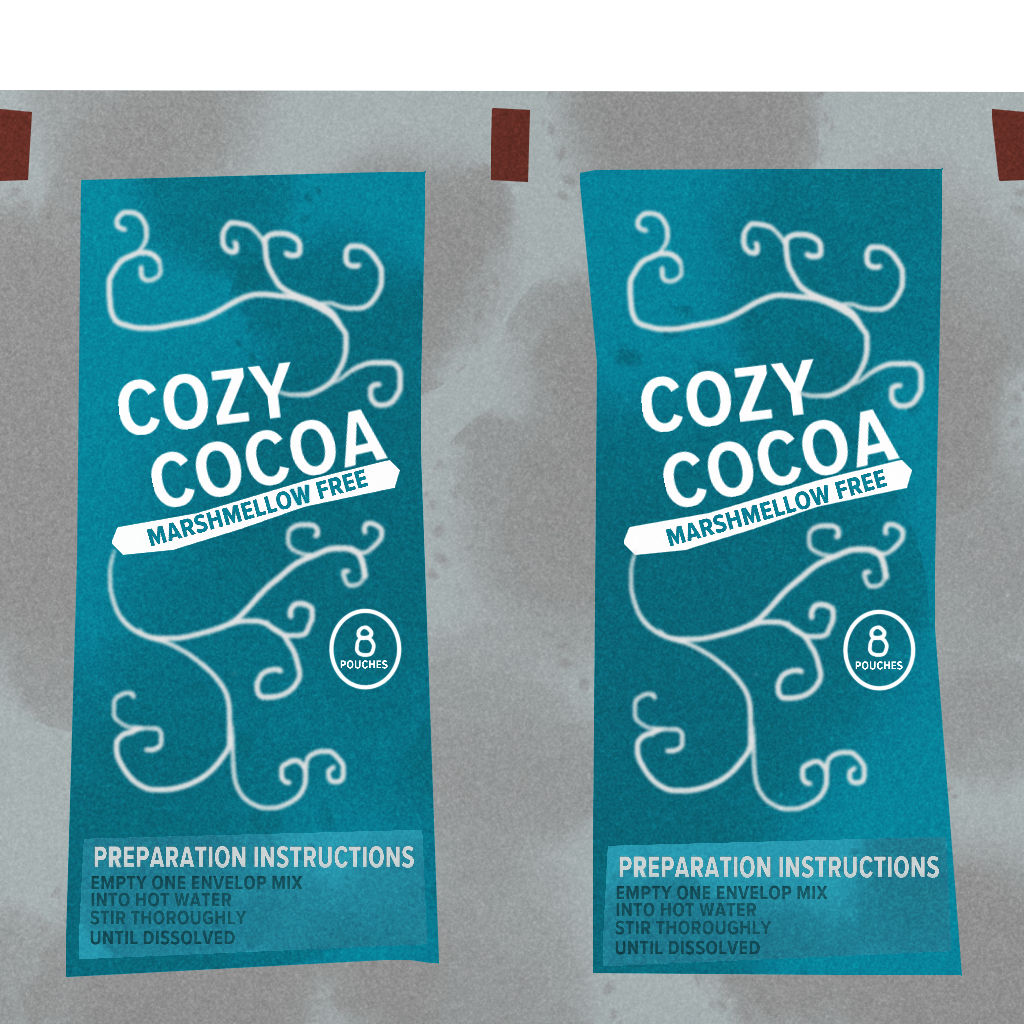 COZY
COCOA
MARSHMELLOW FREE
8
POUCHES
PREPARATION INSTRUCTIONS
EMPTY ONE ENVELOP MIX
INTO HOT WATER
STIR THOROUGHLY
UNTIL DISSOLVED
COZY
COCOA
MARSHMELLOW FREE
8
POUCHES
PREPARATION INSTRUCTIONS
EMPTY ONE ENVELOP MIX
INTO HOT WATER
STIR THOROUGHLY
UNTIL DISSOLVED